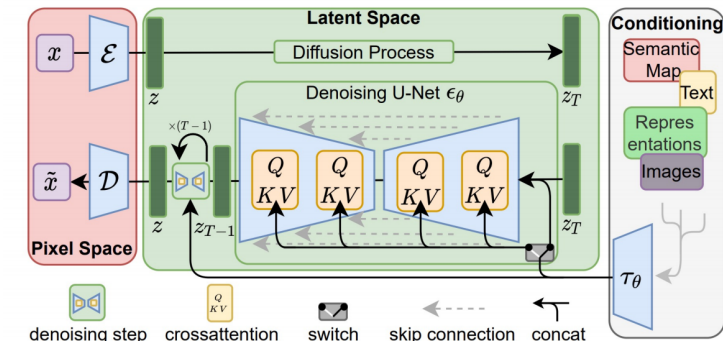 Latent Space
Conditioning
x
ℰ
z
Diffusion Process
z_T
Semantic
Map
Text
Repres
entations
Images
Denoising U-Net ϵ_θ
×(T−1)
x̃
𝒟
z
z_{T−1}
Q
KV
Q
KV
Q
KV
Q
KV
z_T
Pixel Space
τ_θ
Q
KV
denoising step
crossattention
switch
skip connection
concat